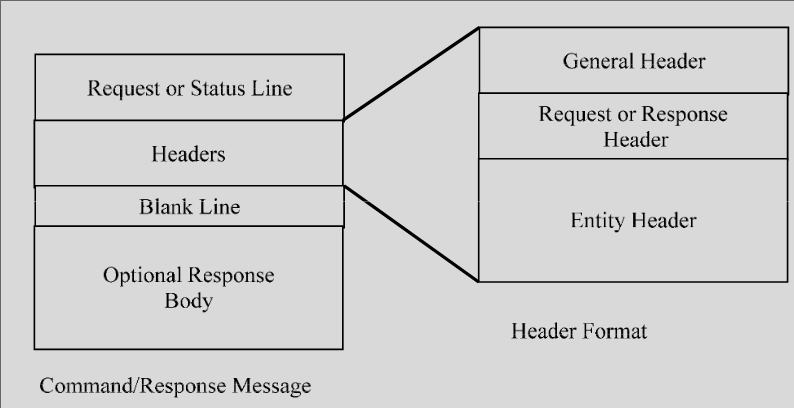 Request or Status Line
Headers
Blank Line
Optional Response
Body
Command/Response Message
General Header
Request or Response
Header
Entity Header
Header Format